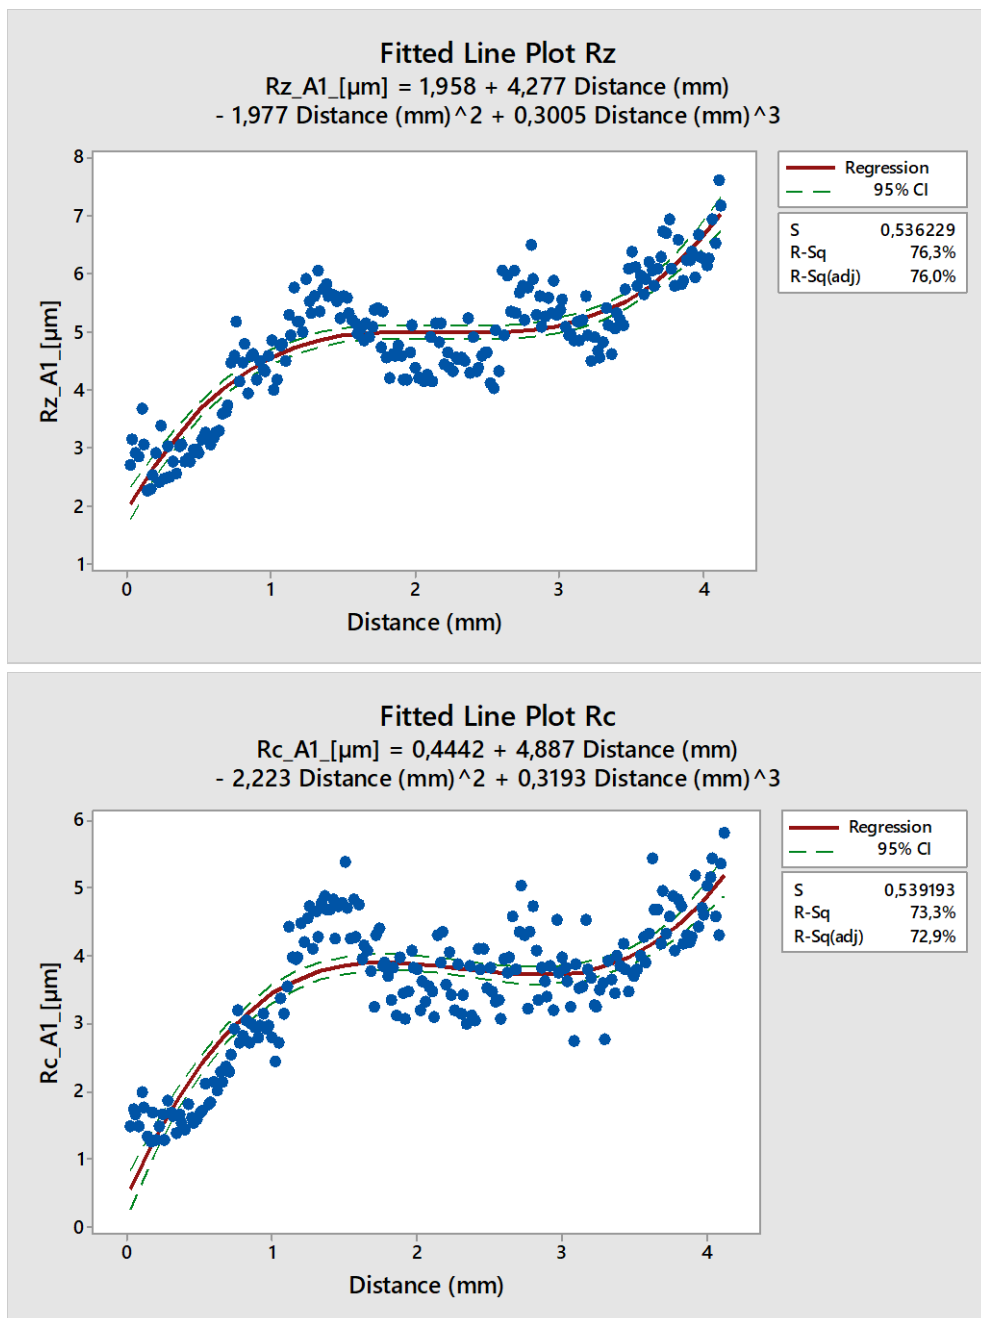 Fitted Line Plot Rz
Rz_A1_[µm] = 1,958 + 4,277 Distance (mm)
- 1,977 Distance (mm)^2 + 0,3005 Distance (mm)^3
8
7
6
5
4
3
2
1
Rz_A1_[µm]
0 1 2 3 4
Distance (mm)
Regression
95% CI
S 0,536229
R-Sq 76,3%
R-Sq(adj) 76,0%
Fitted Line Plot Rc
Rc_A1_[µm] = 0,4442 + 4,887 Distance (mm)
- 2,223 Distance (mm)^2 + 0,3193 Distance (mm)^3
6
5
4
3
2
1
0
Rc_A1_[µm]
0 1 2 3 4
Distance (mm)
Regression
95% CI
S 0,539193
R-Sq 73,3%
R-Sq(adj) 72,9%